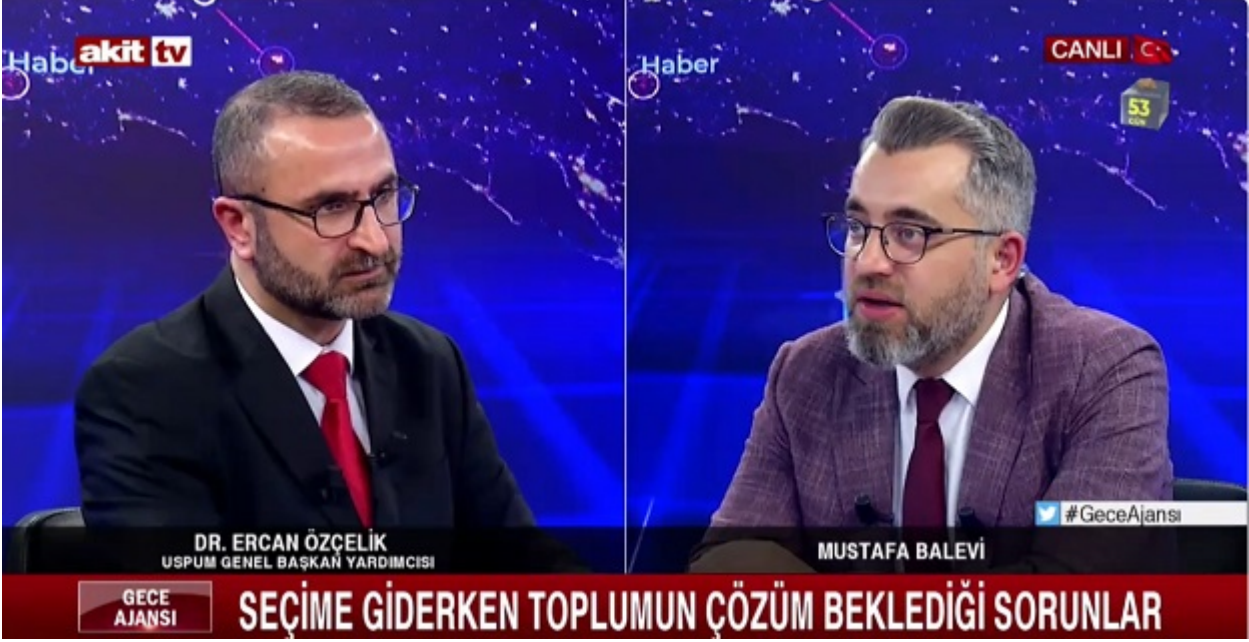 akit tv
Haber
Haber
CANLI
53
GÜN
#GeceAjansı
DR. ERCAN ÖZÇELİK
USPUM GENEL BAŞKAN YARDIMCISI
MUSTAFA BALEVİ
GECE
AJANSI
SEÇİME GİDERKEN TOPLUMUN ÇÖZÜM BEKLEDİĞİ SORUNLAR